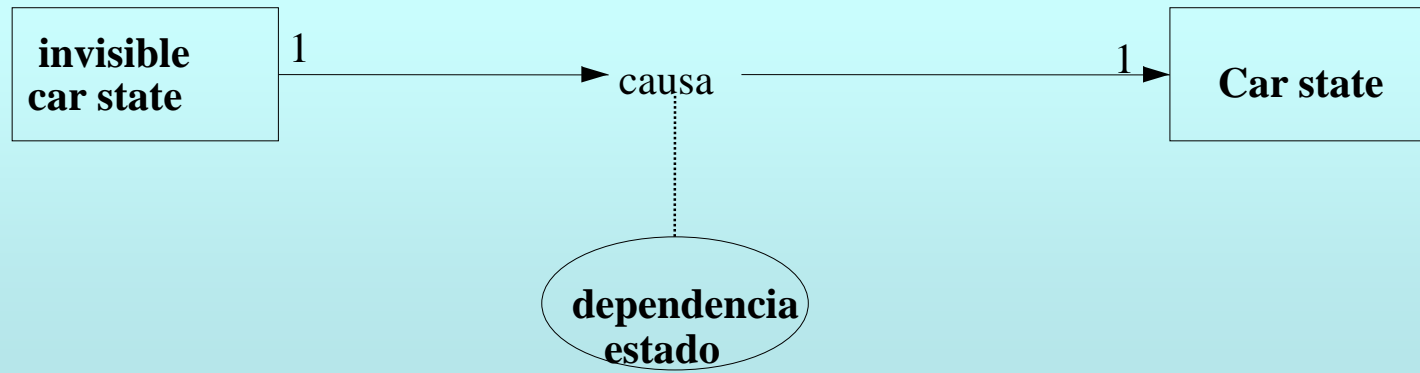 invisible
car state
1
causa
1
Car state
dependencia
estado